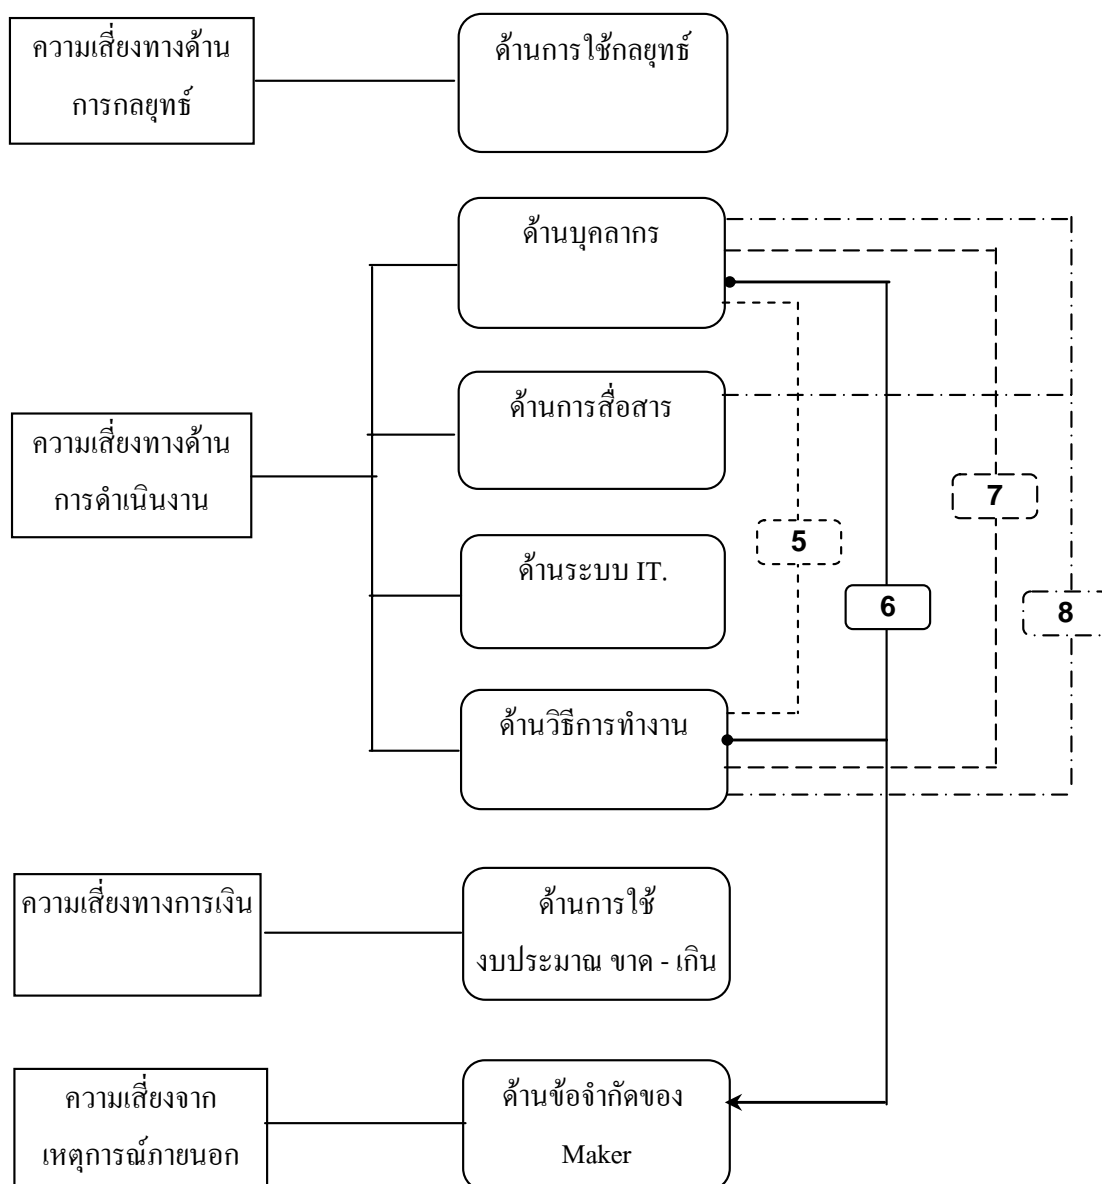 ความเสี่ยงทางด้าน
การกลยุทธ์
ด้านการใช้กลยุทธ์
ด้านบุคลากร
ด้านการสื่อสาร
ความเสี่ยงทางด้าน
การดำเนินงาน
7
5
ด้านระบบ IT.
6
8
ด้านวิธีการทำงาน
ความเสี่ยงทางการเงิน
ด้านการใช้
งบประมาณ ขาด - เกิน
ความเสี่ยงจาก
เหตุการณ์ภายนอก
ด้านข้อจำกัดของ
Maker